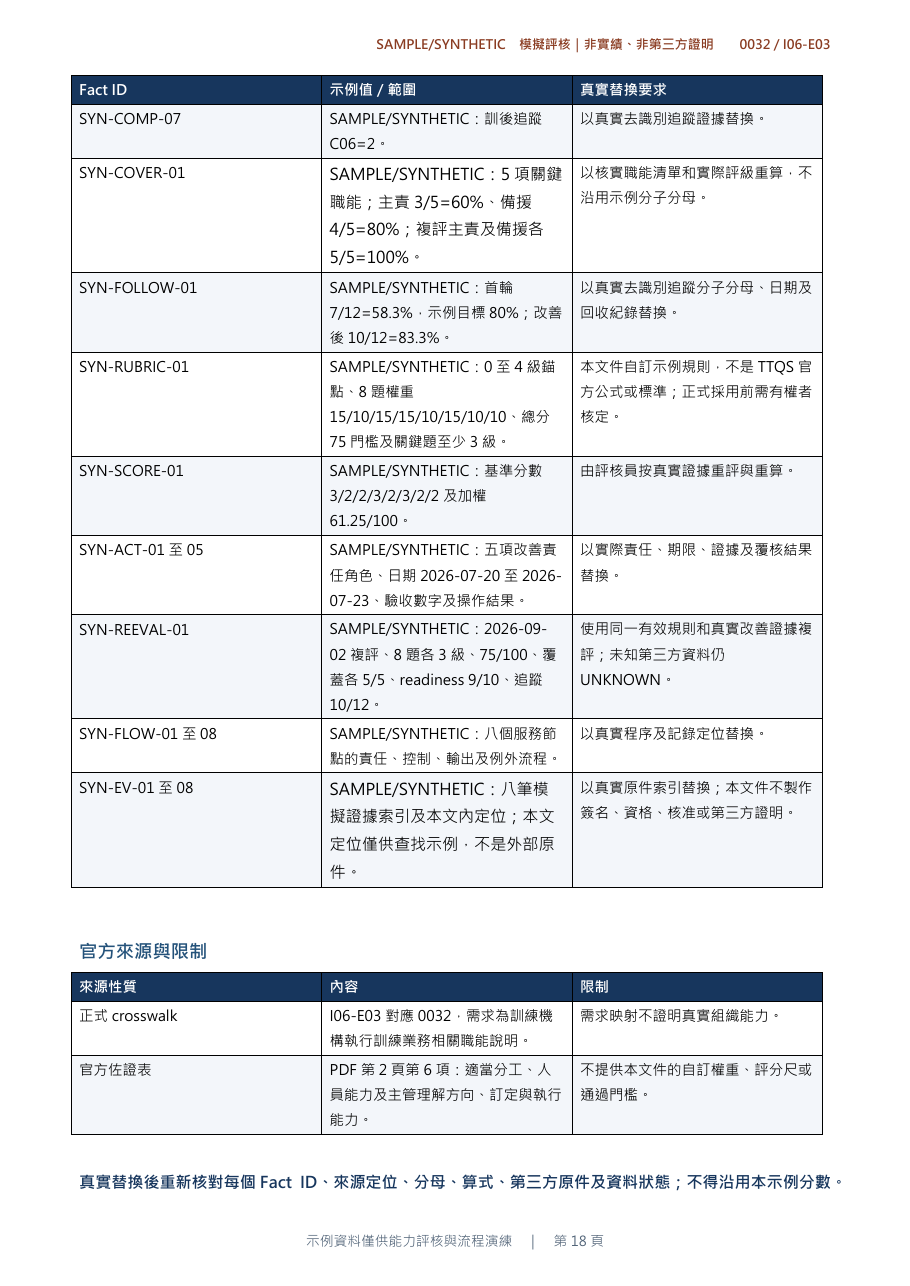 SAMPLE/SYNTHETIC 模擬評核｜非實績、非第三方證明 0032 / I06-E03
Fact ID 示例值 / 範圍 真實替換要求
SYN-COMP-07 SAMPLE/SYNTHETIC：訓後追蹤 以真實去識別追蹤證據替換。
C06=2。
SYN-COVER-01 SAMPLE/SYNTHETIC：5 項關鍵 以核實職能清單和實際評級重算，不
職能；主責 3/5=60%、備援 沿用示例分子分母。
4/5=80%；複評主責及備援各
5/5=100%。
SYN-FOLLOW-01 SAMPLE/SYNTHETIC：首輪 以真實去識別追蹤分子分母、日期及
7/12=58.3%，示例目標 80%；改善 回收紀錄替換。
後 10/12=83.3%。
SYN-RUBRIC-01 SAMPLE/SYNTHETIC：0 至 4 級錨 本文件自訂示例規則，不是 TTQS 官
點、8 題權重 方公式或標準；正式採用前需有權者
15/10/15/15/10/15/10/10、總分 核定。
75 門檻及關鍵題至少 3 級。
SYN-SCORE-01 SAMPLE/SYNTHETIC：基準分數 由評核員按真實證據重評與重算。
3/2/2/3/2/3/2/2 及加權
61.25/100。
SYN-ACT-01 至 05 SAMPLE/SYNTHETIC：五項改善責 以實際責任、期限、證據及覆核結果
任角色、日期 2026-07-20 至 2026- 替換。
07-23、驗收數字及操作結果。
SYN-REEVAL-01 SAMPLE/SYNTHETIC：2026-09- 使用同一有效規則和真實改善證據複
02 複評、8 題各 3 級、75/100、覆 評；未知第三方資料仍
蓋各 5/5、readiness 9/10、追蹤 UNKNOWN。
10/12。
SYN-FLOW-01 至 08 SAMPLE/SYNTHETIC：八個服務節 以真實程序及記錄定位替換。
點的責任、控制、輸出及例外流程。
SYN-EV-01 至 08 SAMPLE/SYNTHETIC：八筆模 以真實原件索引替換；本文件不製作
擬證據索引及本文內定位；本文 簽名、資格、核准或第三方證明。
定位僅供查找示例，不是外部原
件。
官方來源與限制
來源性質 內容 限制
正式 crosswalk I06-E03 對應 0032，需求為訓練機 需求映射不證明真實組織能力。
構執行訓練業務相關職能說明。
官方佐證表 PDF 第 2 頁第 6 項：適當分工、人 不提供本文件的自訂權重、評分尺或
員能力及主管理解方向、訂定與執行 通過門檻。
能力。
真實替換後重新核對每個 Fact ID、來源定位、分母、算式、第三方原件及資料狀態；不得沿用本示例分數。
示例資料僅供能力評核與流程演練 | 第 18 頁